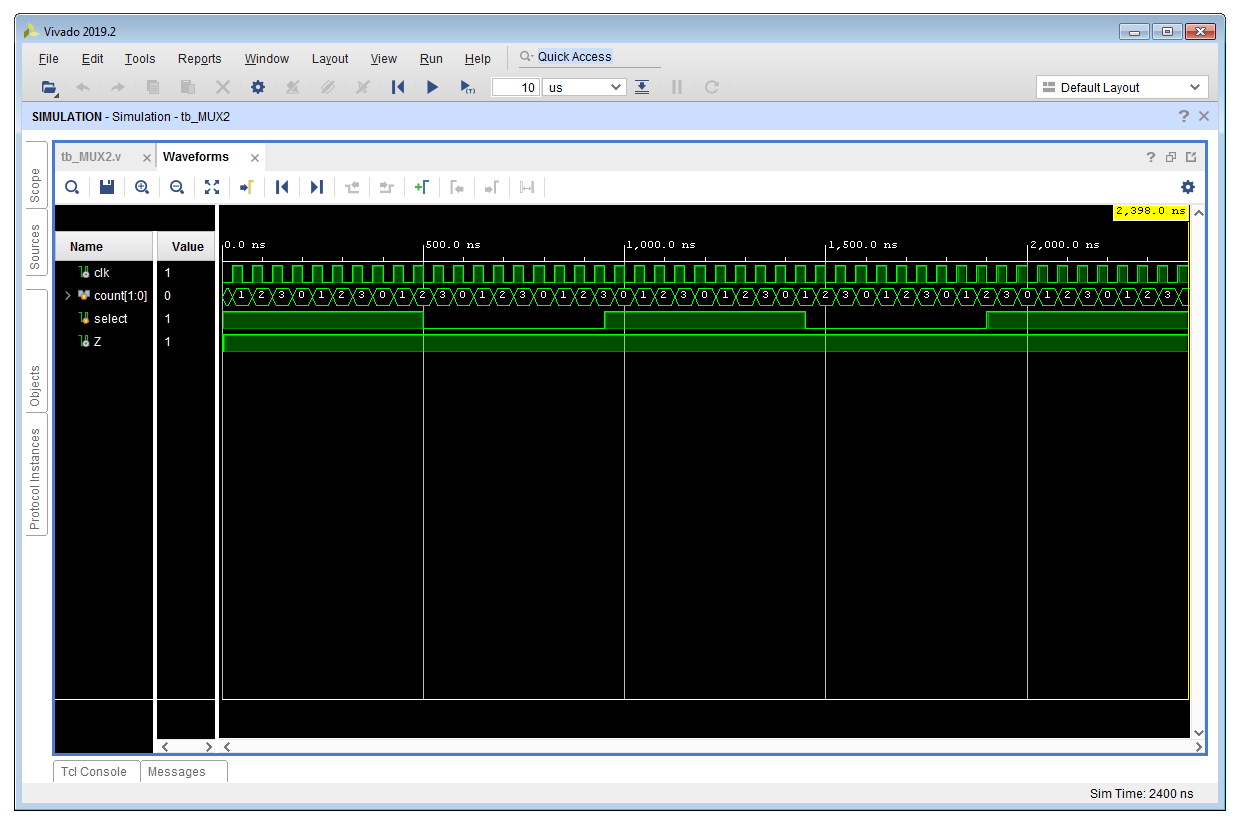 Vivado 2019.2
File Edit Tools Reports Window Layout View Run Help Quick Access
10 us Default Layout
SIMULATION - Simulation - tb_MUX2 ?
Scope
Sources
Objects
Protocol Instances
tb_MUX2.v Waveforms ?
2,398.0 ns
Name Value 0.0 ns 500.0 ns 1,000.0 ns 1,500.0 ns 2,000.0 ns
clk 1
count[1:0] 0 1 2 3 0 1 2 3 0 1 2 3 0 1 2 3 0 1 2 3 0 1 2 3 0 1 2 3 0 1 2 3 0 1 2 3 0 1 2 3 0 1 2 3 0 1 2 3
select 1
Z 1
Tcl Console Messages
Sim Time: 2400 ns